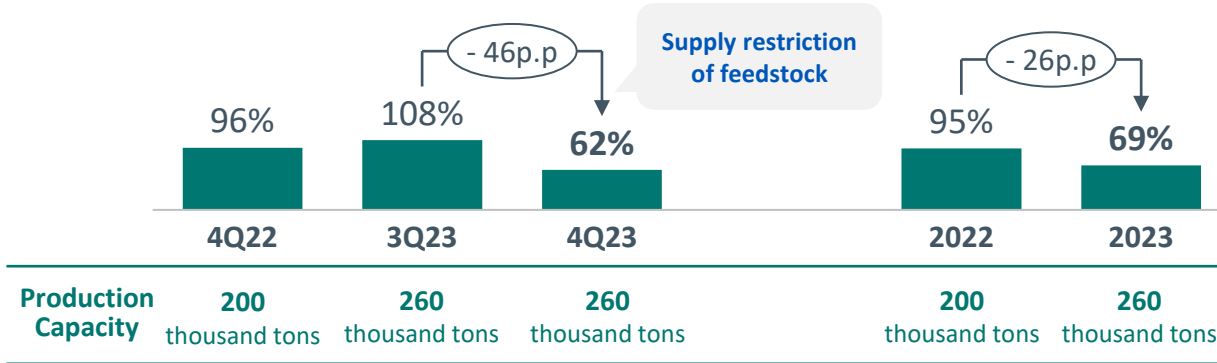 - 46p.p
Supply restriction
of feedstock
- 26p.p
96%
108%
62%
95%
69%
4Q22
3Q23
4Q23
2022
2023
Production
Capacity
200
thousand tons
260
thousand tons
260
thousand tons
200
thousand tons
260
thousand tons